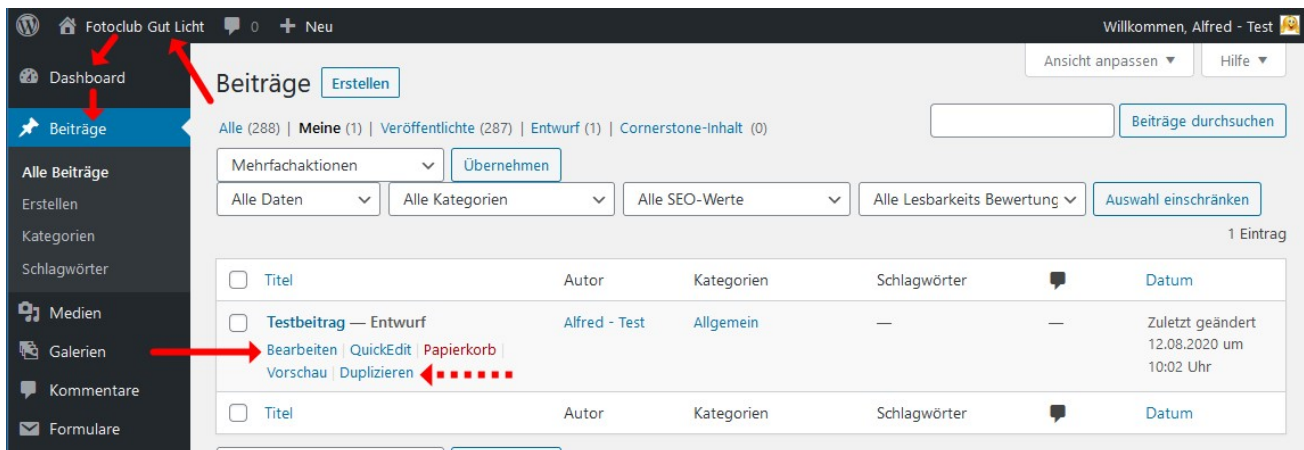 Fotoclub Gut Licht 0 + Neu Willkommen, Alfred - Test
Dashboard
Beiträge
Alle Beiträge
Erstellen
Kategorien
Schlagwörter
Medien
Galerien
Kommentare
Formulare
Ansicht anpassen ▼ Hilfe ▼
Beiträge Erstellen
Alle (288) | Meine (1) | Veröffentlichte (287) | Entwurf (1) | Cornerstone-Inhalt (0)
Beiträge durchsuchen
Mehrfachaktionen Übernehmen
Alle Daten Alle Kategorien Alle SEO-Werte Alle Lesbarkeits Bewertung Auswahl einschränken
1 Eintrag
Titel Autor Kategorien Schlagwörter Datum
Testbeitrag — Entwurf Alfred - Test Allgemein — — Zuletzt geändert
Bearbeiten | QuickEdit | Papierkorb | 12.08.2020 um
Vorschau | Duplizieren 10:02 Uhr
Titel Autor Kategorien Schlagwörter Datum